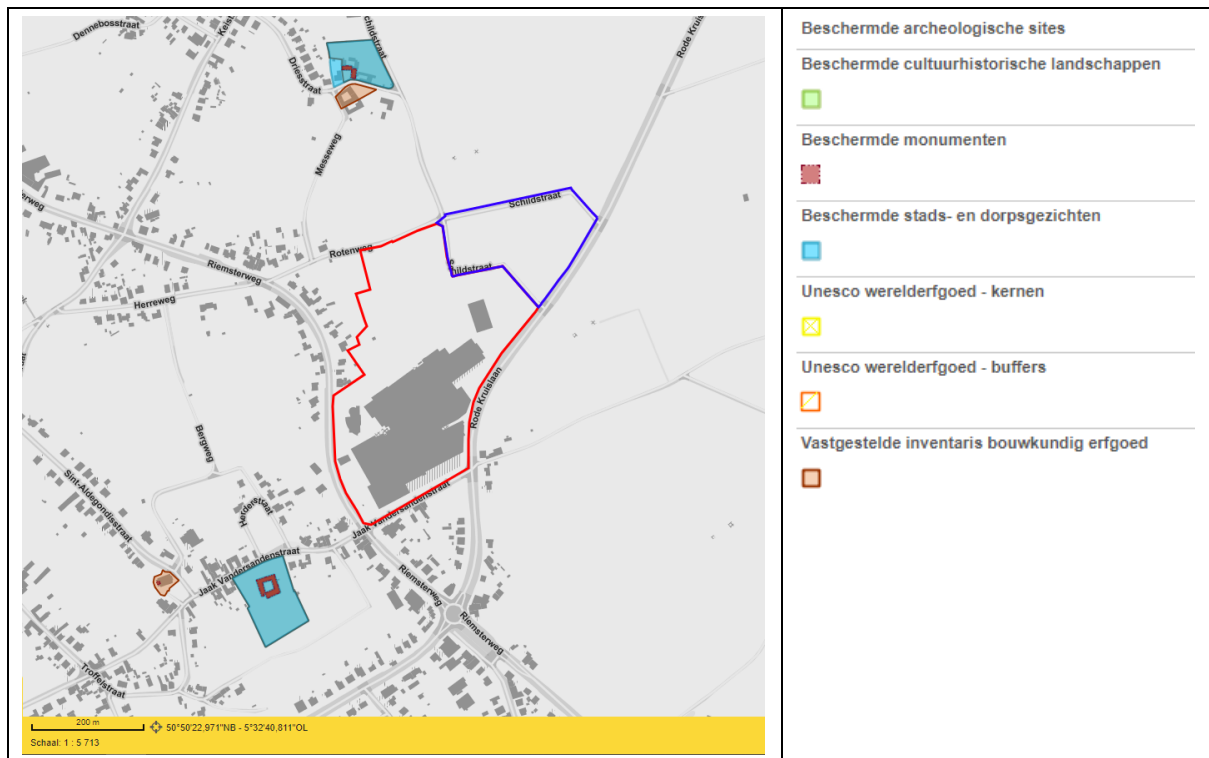 Dennebosstraat
Schildstraat
Rode Kruis
Driesstraat
Messeweg
Schildstraat
Rotenweg
Riemsterweg
Herreweg
Rode Kruislaan
Bergweg
Sint-Aldegondisstraat
Herderstraat
Jaak Vandersandenstraat
Jaak Vandersandenstraat
Riemsterweg
Riemsterweg
Troffelstraat
200 m
50°50'22,971"NB - 5°32'40,811"OL
Schaal: 1 : 5 713
Beschermde archeologische sites
Beschermde cultuurhistorische landschappen
Beschermde monumenten
Beschermde stads- en dorpsgezichten
Unesco werelderfgoed - kernen
Unesco werelderfgoed - buffers
Vastgestelde inventaris bouwkundig erfgoed